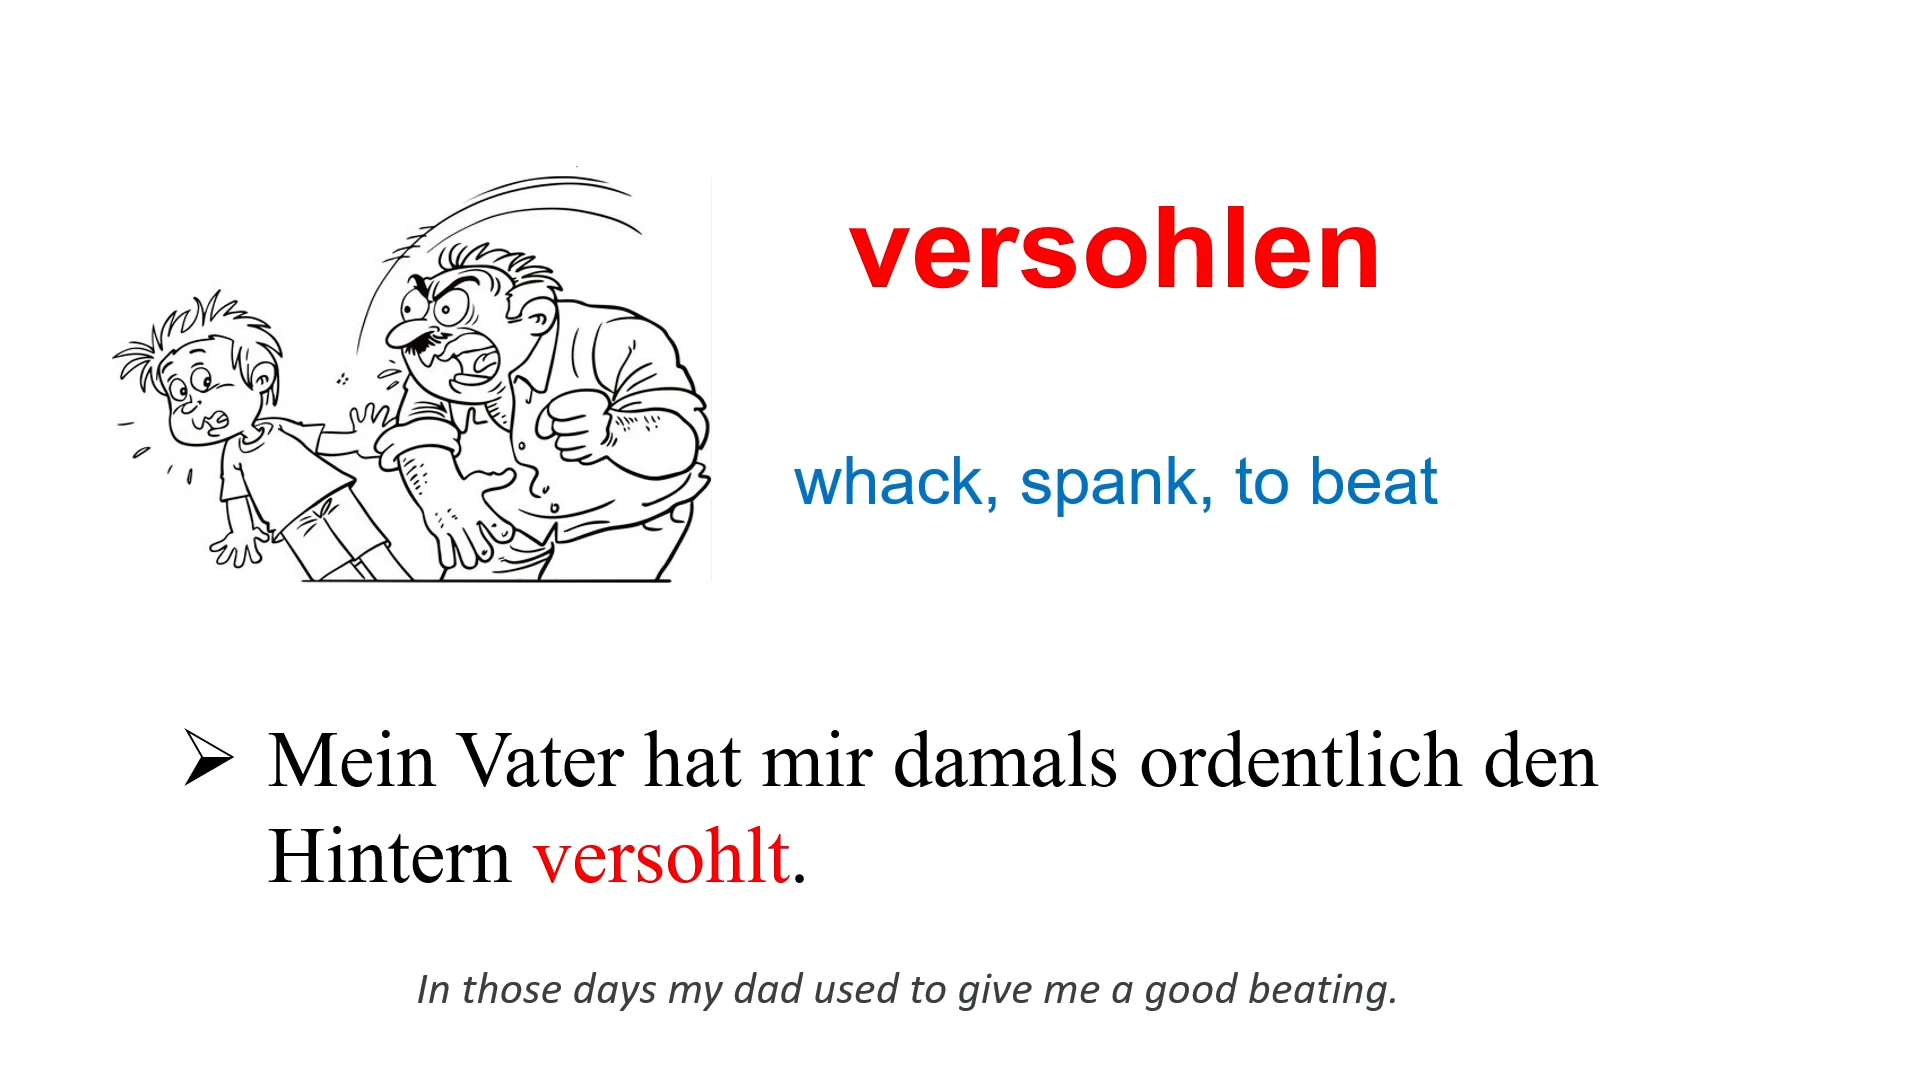 versohlen
whack, spank, to beat
Mein Vater hat mir damals ordentlich den
Hintern versohlt.
In those days my dad used to give me a good beating.